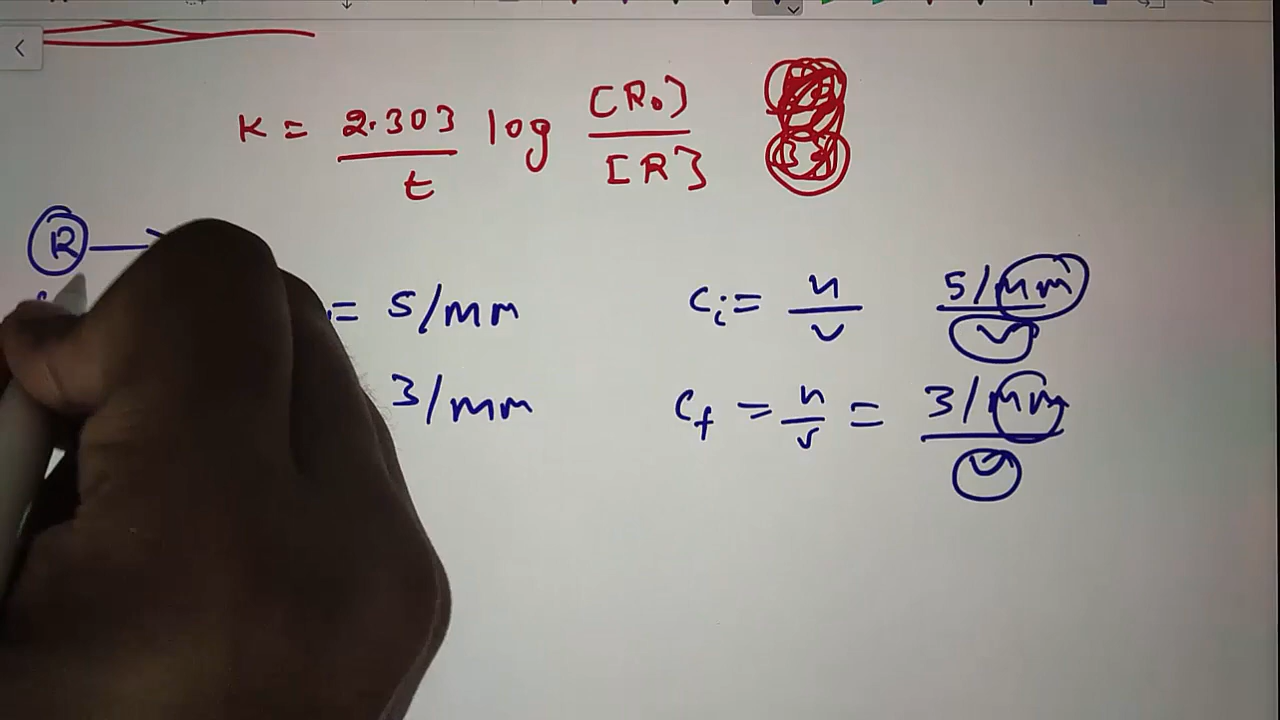 K = 2.303/t log [R₀]/[R]
R →
= 5/mm Cᵢ = n/v 5/mm/v
3/mm C_f = n/v = 3/mm/v